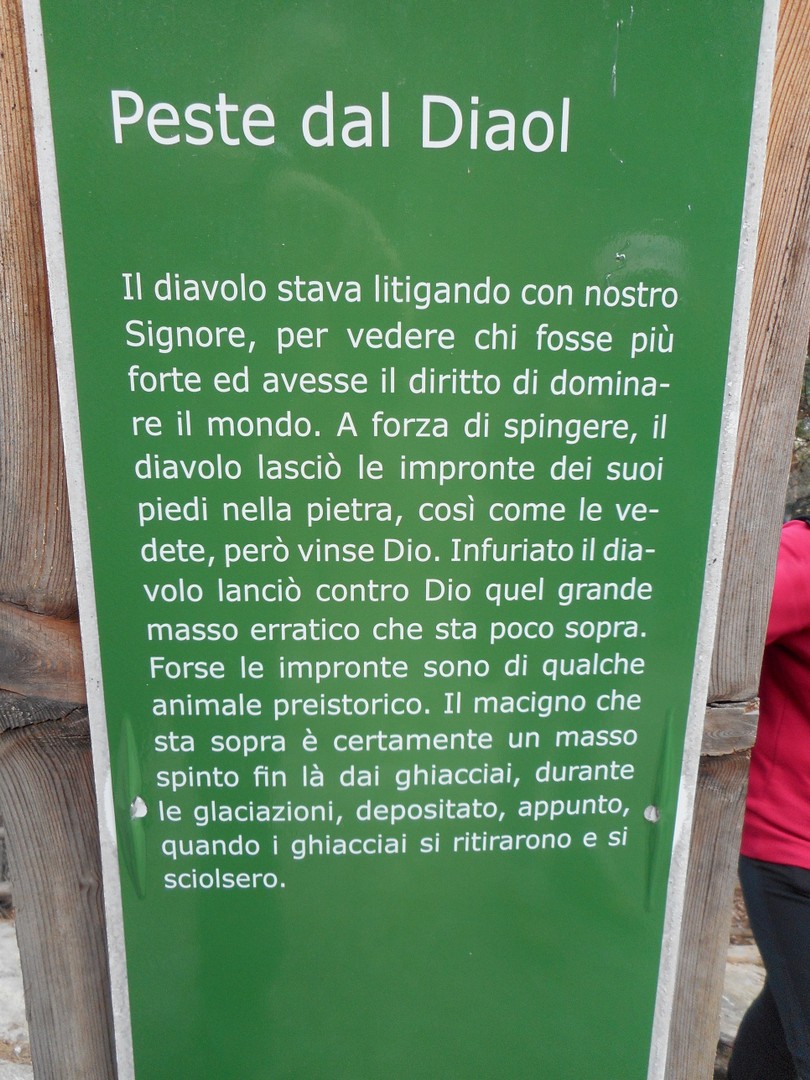 Peste dal Diaol
Il diavolo stava litigando con nostro
Signore, per vedere chi fosse più
forte ed avesse il diritto di domina-
re il mondo. A forza di spingere, il
diavolo lasciò le impronte dei suoi
piedi nella pietra, così come le ve-
dete, però vinse Dio. Infuriato il dia-
volo lanciò contro Dio quel grande
masso erratico che sta poco sopra.
Forse le impronte sono di qualche
animale preistorico. Il macigno che
sta sopra è certamente un masso
spinto fin là dai ghiacciai, durante
le glaciazioni, depositato, appunto,
quando i ghiacciai si ritirarono e si
sciolsero.